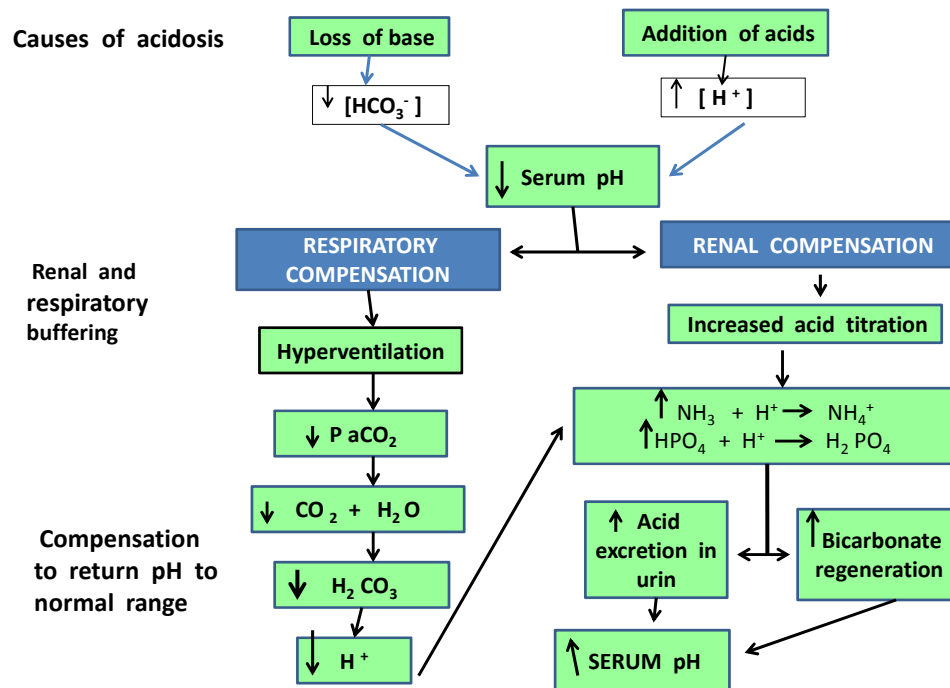 Causes of acidosis
Loss of base
Addition of acids
↓ [HCO₃⁻ ]
↑ [ H⁺ ]
↓ Serum pH
RESPIRATORY
COMPENSATION
RENAL COMPENSATION
Renal and
respiratory
buffering
Increased acid titration
Hyperventilation
↑ NH₃ + H⁺ → NH₄⁺
↑ HPO₄ + H⁺ → H₂ PO₄
↓ P aCO₂
↓ CO ₂ + H₂ O
Compensation
to return pH to
normal range
↑ Acid
excretion in
urin
↑ Bicarbonate
regeneration
↓ H₂ CO₃
↓ H ⁺
↑ SERUM pH